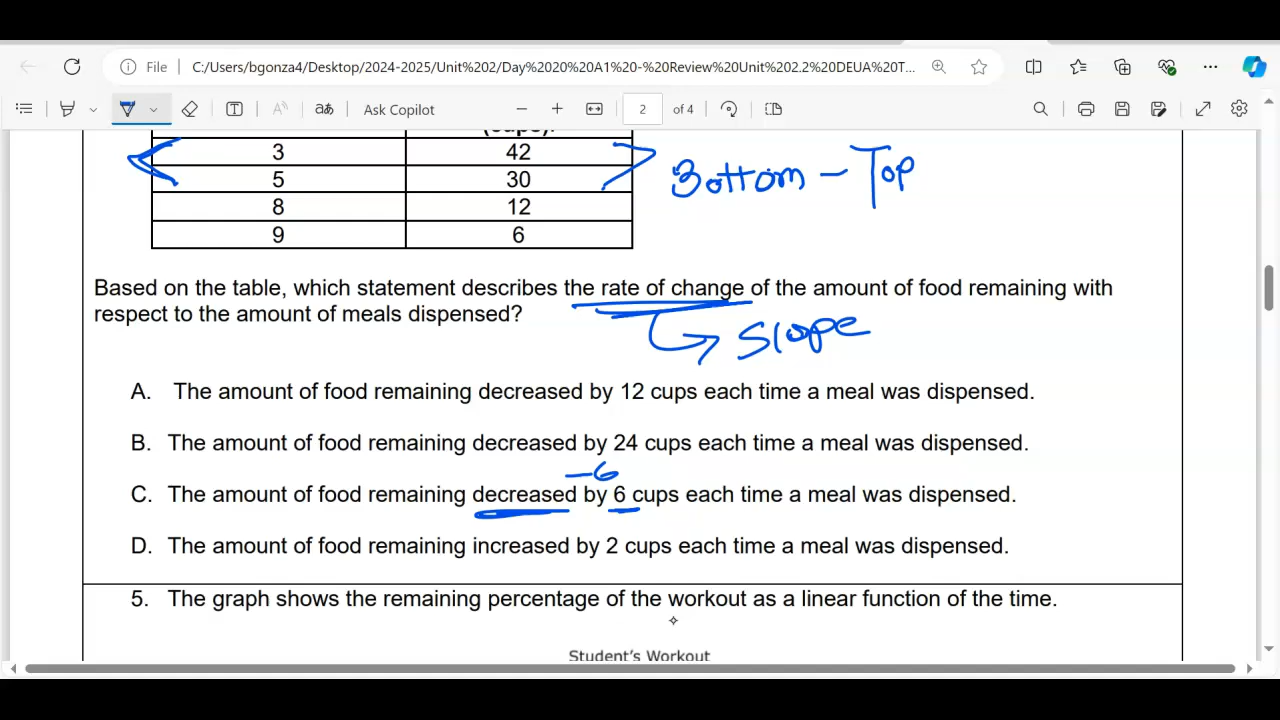 File
C:/Users/bgonza4/Desktop/2024-2025/Unit%202/Day%2020%20A1%20-%20Review%20Unit%202.2%20DEUA%20T...
Ask Copilot
2
of 4
(cups).
3 42
5 30
8 12
9 6
Bottom - Top
Based on the table, which statement describes the rate of change of the amount of food remaining with
respect to the amount of meals dispensed?
Slope
A. The amount of food remaining decreased by 12 cups each time a meal was dispensed.
B. The amount of food remaining decreased by 24 cups each time a meal was dispensed.
-6
C. The amount of food remaining decreased by 6 cups each time a meal was dispensed.
D. The amount of food remaining increased by 2 cups each time a meal was dispensed.
5. The graph shows the remaining percentage of the workout as a linear function of the time.
Student's Workout